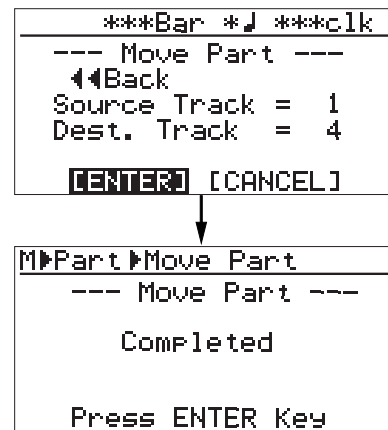 ***Bar *♩ ***clk
--- Move Part ---
◀◀Back
Source Track = 1
Dest. Track = 4
[ENTER] [CANCEL]
M▶Part▶Move Part
--- Move Part ---
Completed
Press ENTER Key